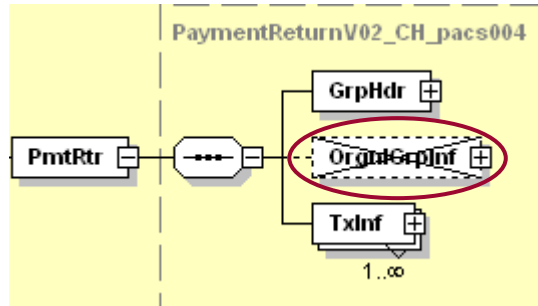 PaymentReturnV02_CH_pacs004
GrpHdr
PmtRtr
OrgnlGrpInf
TxInf
1..∞